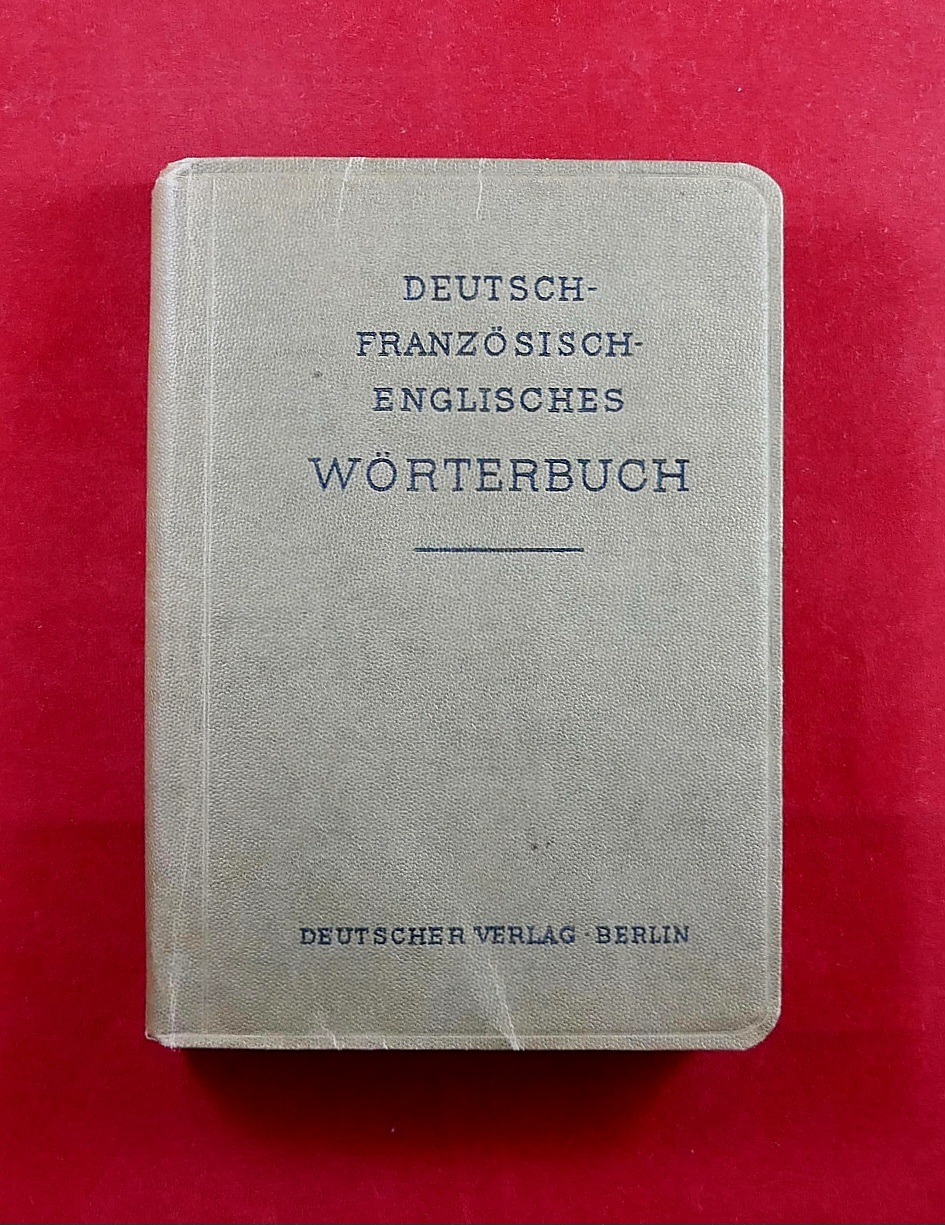 DEUTSCH-
FRANZÖSISCH-
ENGLISCHES
WÖRTERBUCH
DEUTSCHER VERLAG · BERLIN